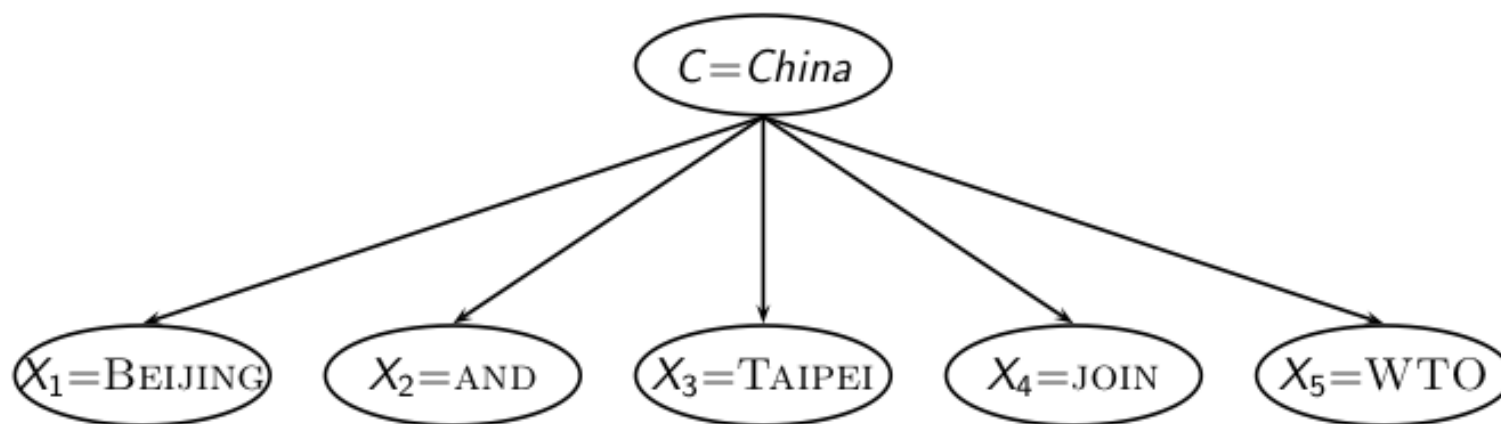 C=China
X₁=BEIJING X₂=AND X₃=TAIPEI X₄=JOIN X₅=WTO